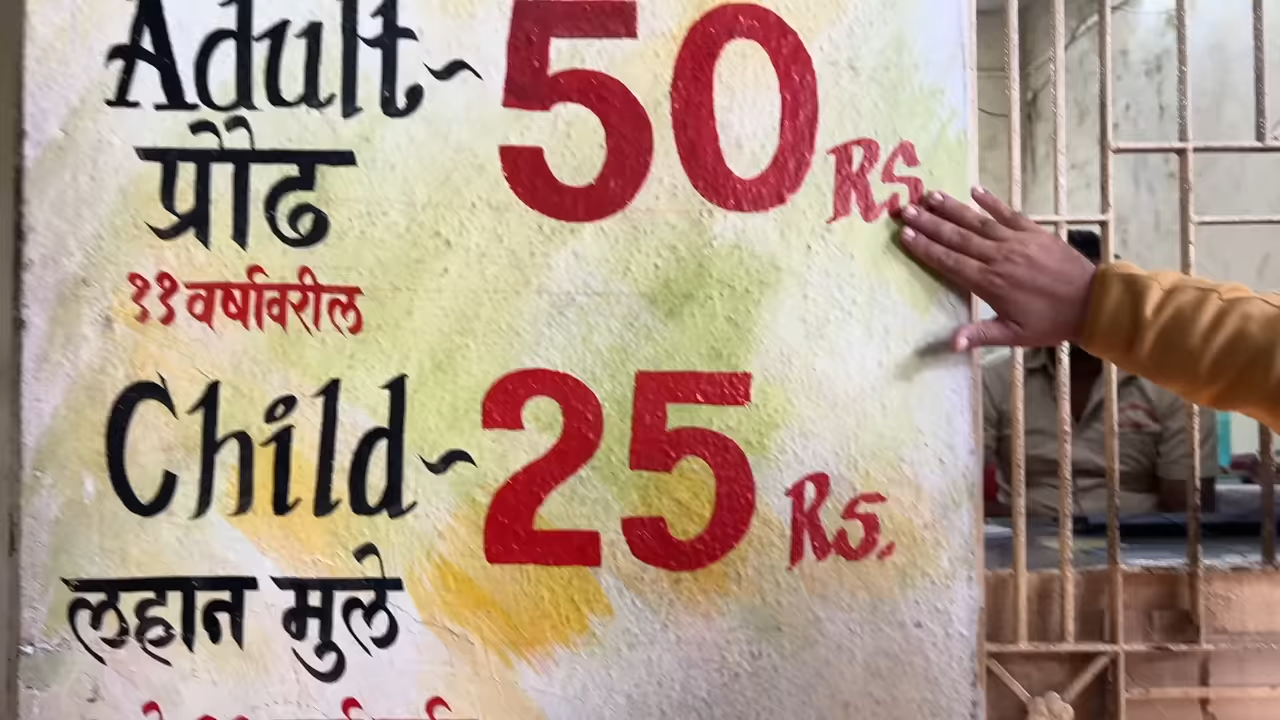 Adult~ 50 RS
प्रौढ
११ वर्षावरील
Child~ 25 Rs.
लहान मुले